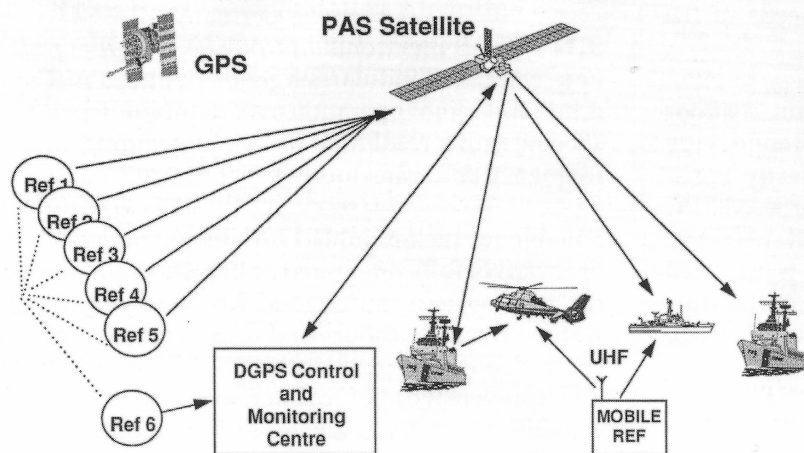 PAS Satellite
GPS
Ref 1
Ref 2
Ref 3
Ref 4
Ref 5
Ref 6
DGPS Control
and
Monitoring
Centre
UHF
MOBILE
REF